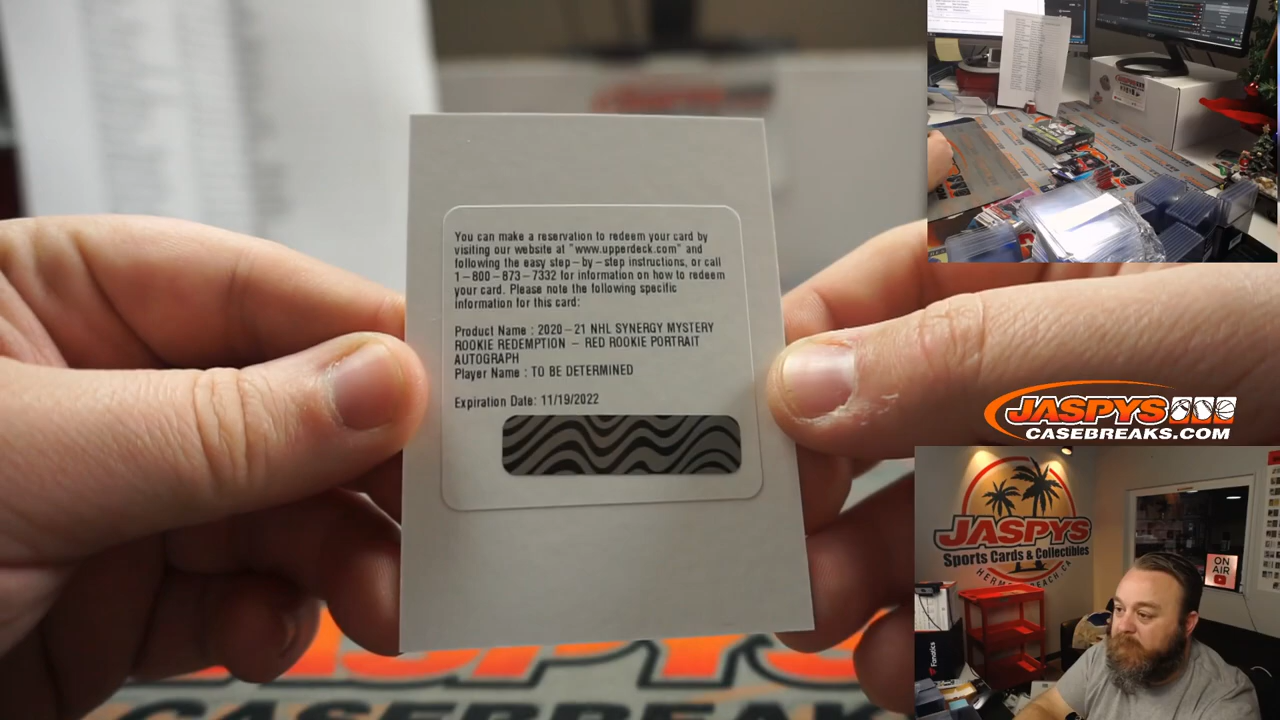 You can make a reservation to redeem your card by
visiting our website at "www.upperdeck.com" and
following the easy step-by-step instructions, or call
1-800-873-7332 for information on how to redeem
your card. Please note the following specific
information for this card:
Product Name : 2020-21 NHL SYNERGY MYSTERY
ROOKIE REDEMPTION - RED ROOKIE PORTRAIT
AUTOGRAPH
Player Name : TO BE DETERMINED
Expiration Date: 11/19/2022
JASPYS
CASEBREAKS.COM
JASPYS
Sports Cards & Collectibles
ON
AIR
Fanatics
JASPYS
CASEBREAKS